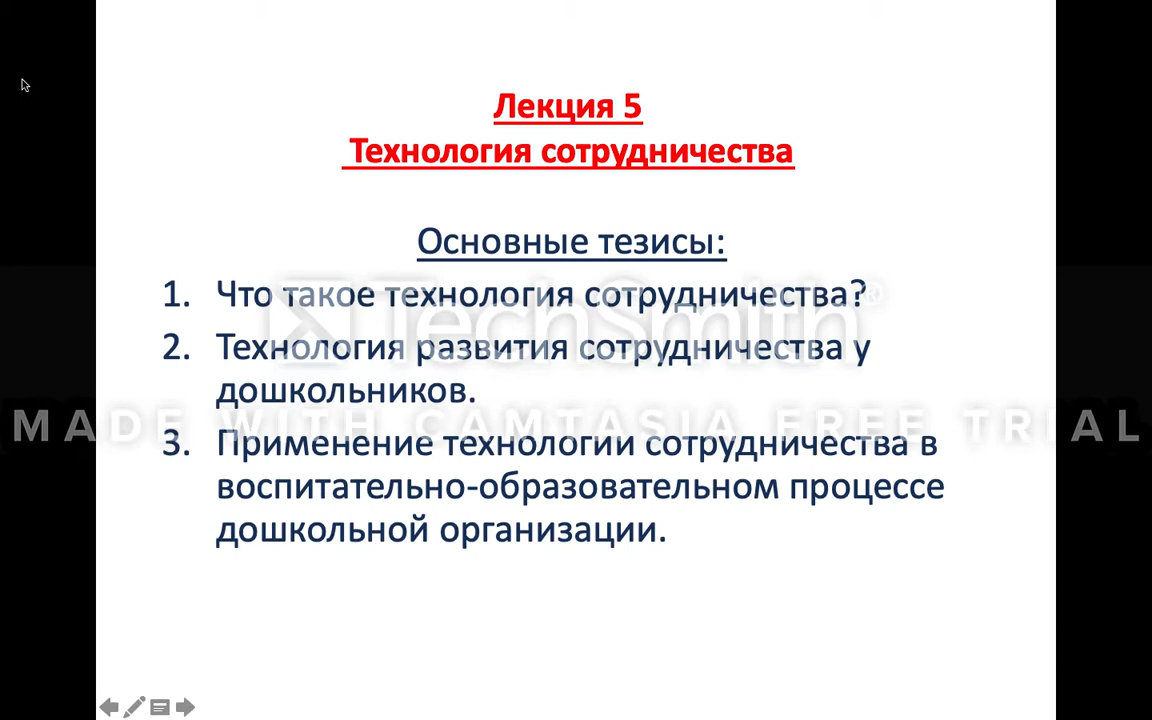 Лекция 5
Технология сотрудничества
Основные тезисы:
1. Что такое технология сотрудничества?
2. Технология развития сотрудничества у
дошкольников.
3. Применение технологии сотрудничества в
воспитательно-образовательном процессе
дошкольной организации.
TechSmith®
MADE WITH CAMTASIA FREE TRIAL